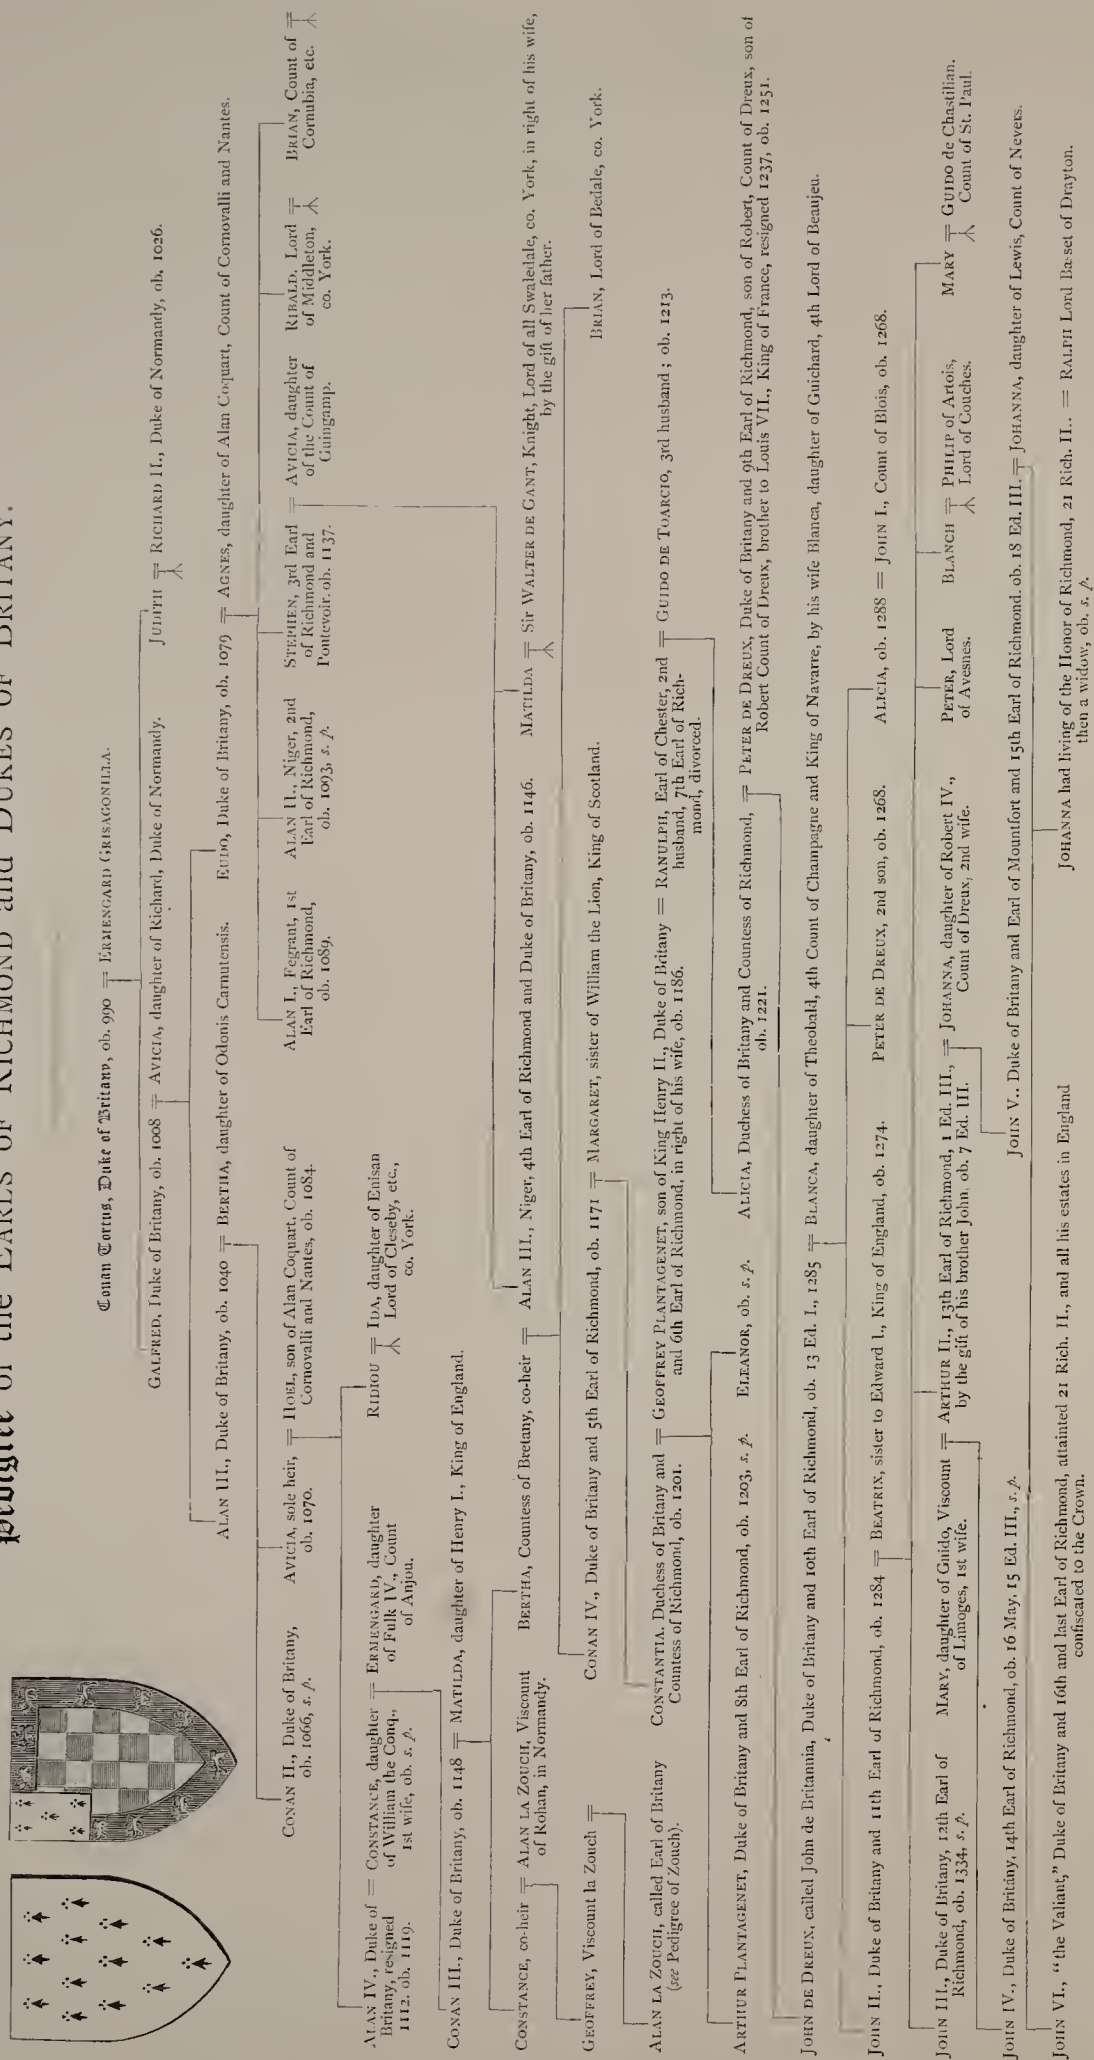 Pedigree of the EARLS OF RICHMOND and DUKES OF BRITANY.
Conan Tortus, Duke of Britany, ob. 990 = ERMENGARD GRISAGONILLA.
GALFRED, Duke of Britany, ob. 1008 = AVICIA, daughter of Richard, Duke of Normandy.
JUDITH = RICHARD II., Duke of Normandy, ob. 1026.
ALAN III., Duke of Britany, ob. 1040 = BERTHA, daughter of Odonis Carnutensis.
EUDO, Duke of Britany, ob. 1079 = AGNES, daughter of Alan Coquart, Count of Cornovalli and Nantes.
CONAN II., Duke of Britany,
ob. 1066, s. p.
AVICIA, sole heir,
ob. 1070.
= HOEL, son of Alan Coquart, Count of
Cornovalli and Nantes, ob. 1084.
ALAN I., Fegrant, 1st
Earl of Richmond,
ob. 1089.
ALAN II., Niger, 2nd
Earl of Richmond,
ob. 1093, s. p.
STEPHEN, 3rd Earl
of Richmond and
Pontevoir. ob. 1137.
= AVICIA, daughter
of the Count of
Guingamp.
RIBALD, Lord
of Middleton,
co. York.
BRIAN, Count of
Cornubia, etc.
ALAN IV., Duke of
Britany, resigned
1112. ob. 1119.
= CONSTANCE, daughter
of William the Conq.,
1st wife, ob. s. p.
= ERMENGARD, daughter
of Fulk IV., Count
of Anjou.
RIDIOU = IDA, daughter of Enisan
Lord of Cleseby, etc.,
co. York.
CONAN III., Duke of Britany, ob. 1148 = MATILDA, daughter of Henry I., King of England.
CONSTANCE, co-heir = ALAN LA ZOUCH, Viscount
of Rohan, in Normandy.
BERTHA, Countess of Bretany, co-heir = ALAN III., Niger, 4th Earl of Richmond and Duke of Britany, ob. 1146.
MATILDA = Sir WALTER DE GANT, Knight, Lord of all Swaledale, co. York, in right of his wife,
by the gift of her father.
GEOFFREY, Viscount la Zouch =
CONAN IV., Duke of Britany and 5th Earl of Richmond, ob. 1171 = MARGARET, sister of William the Lion, King of Scotland.
BRIAN, Lord of Bedale, co. York.
ALAN LA ZOUCH, called Earl of Britany
(see Pedigree of Zouch).
CONSTANTIA, Duchess of Britany and
Countess of Richmond, ob. 1201.
= GEOFFREY PLANTAGENET, son of King Henry II., Duke of Britany
and 6th Earl of Richmond, in right of his wife, ob. 1186.
= RANULPH, Earl of Chester, 2nd
husband, 7th Earl of Rich-
mond, divorced.
= GUIDO DE TOARCIO, 3rd husband; ob. 1213.
ARTHUR PLANTAGENET, Duke of Britany and 8th Earl of Richmond, ob. 1203, s. p.
ELEANOR, ob. s. p.
ALICIA, Duchess of Britany and Countess of Richmond,
ob. 1221.
= PETER DE DREUX, Duke of Britany and 9th Earl of Richmond, son of Robert, Count of Dreux, son of
Robert Count of Dreux, brother to Louis VII., King of France, resigned 1237, ob. 1251.
JOHN DE DREUX, called John de Britannia, Duke of Britany and 10th Earl of Richmond, ob. 13 Ed. I., 1285 = BLANCA, daughter of Theobald, 4th Count of Champagne and King of Navarre, by his wife Blanca, daughter of Guichard, 4th Lord of Beaujeu.
JOHN II., Duke of Britany and 11th Earl of Richmond, ob. 1284 = BEATRIX, sister to Edward I., King of England, ob. 1274.
PETER DE DREUX, 2nd son, ob. 1268.
ALICIA, ob. 1288 = JOHN I., Count of Blois, ob. 1268.
JOHN III., Duke of Britany, 12th Earl of
Richmond, ob. 1334, s. p.
MARY, daughter of Guido, Viscount
of Limoges, 1st wife.
= ARTHUR II., 13th Earl of Richmond, 1 Ed. III.,
by the gift of his brother John, ob. 7 Ed. III.
= JOHANNA, daughter of Robert IV.,
Count of Dreux, 2nd wife.
PETER, Lord
of Avesnes.
BLANCH = PHILIP of Artois,
Lord of Couches.
MARY = GUIDO de Chastilian.
Count of St. Paul.
JOHN IV., Duke of Britany, 14th Earl of Richmond, ob. 16 May, 15 Ed. III., s. p.
JOHN V., Duke of Britany and Earl of Mountfort and 15th Earl of Richmond. ob. 18 Ed. III. = JOHANNA, daughter of Lewis, Count of Nevers.
JOHN VI., "the Valiant," Duke of Britany and 16th and last Earl of Richmond, attainted 21 Rich. II., and all his estates in England
confiscated to the Crown.
JOHANNA had living of the Honor of Richmond, 21 Rich. II.,
then a widow, ob. s. p.
= RALPH Lord Basset of Drayton.